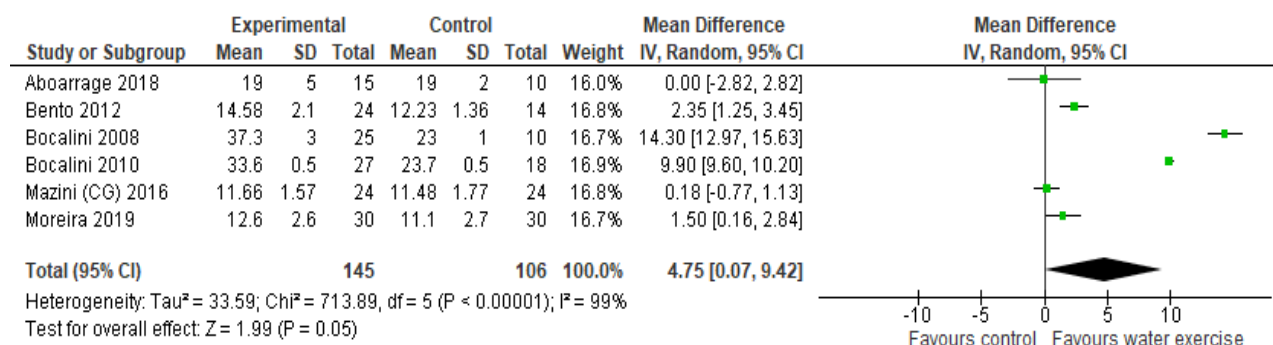 Experimental Control Mean Difference Mean Difference
Study or Subgroup Mean SD Total Mean SD Total Weight IV, Random, 95% CI IV, Random, 95% CI
Aboarrage 2018 19 5 15 19 2 10 16.0% 0.00 [-2.82, 2.82]
Bento 2012 14.58 2.1 24 12.23 1.36 14 16.8% 2.35 [1.25, 3.45]
Bocalini 2008 37.3 3 25 23 1 10 16.7% 14.30 [12.97, 15.63]
Bocalini 2010 33.6 0.5 27 23.7 0.5 18 16.9% 9.90 [9.60, 10.20]
Mazini (CG) 2016 11.66 1.57 24 11.48 1.77 24 16.8% 0.18 [-0.77, 1.13]
Moreira 2019 12.6 2.6 30 11.1 2.7 30 16.7% 1.50 [0.16, 2.84]
Total (95% CI) 145 106 100.0% 4.75 [0.07, 9.42]
Heterogeneity: Tau² = 33.59; Chi² = 713.89, df = 5 (P < 0.00001); I² = 99%
Test for overall effect: Z = 1.99 (P = 0.05)
-10 -5 0 5 10
Favours control Favours water exercise